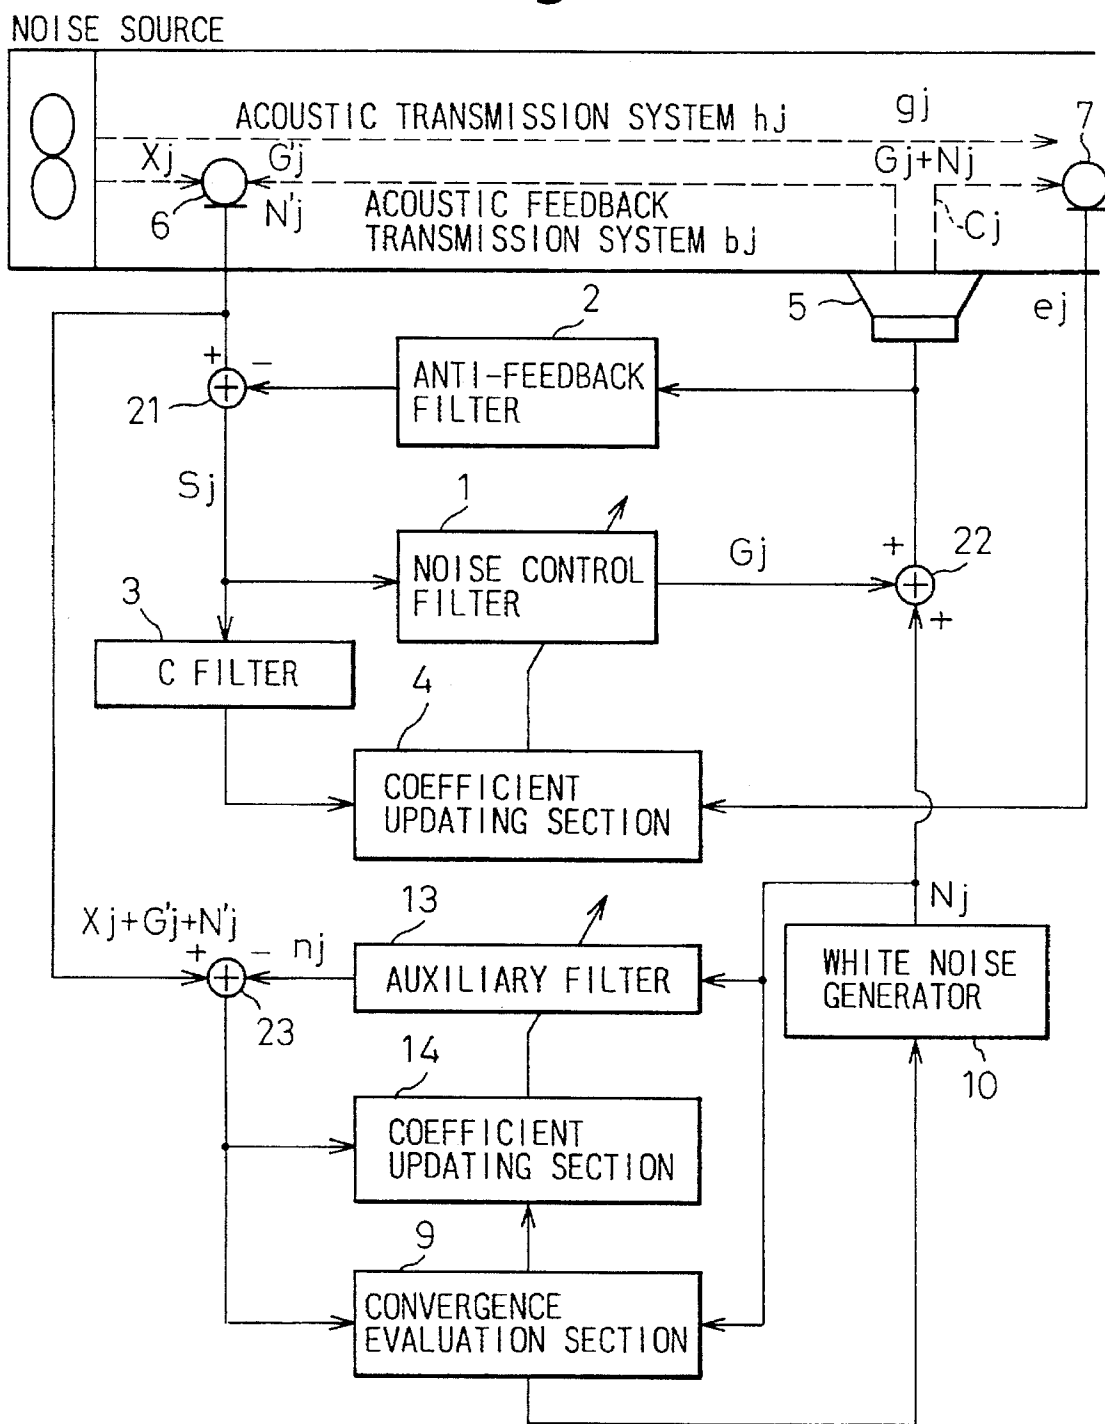 NOISE SOURCE
ACOUSTIC TRANSMISSION SYSTEM hj
gj
7
Xj
G'j
Gj+Nj
6
N'j
ACOUSTIC FEEDBACK
TRANSMISSION SYSTEM bj
Cj
5
ej
2
+
−
ANTI-FEEDBACK
FILTER
+
21
Sj
1
NOISE CONTROL
FILTER
Gj
+
22
+
+
3
C FILTER
4
COEFFICIENT
UPDATING SECTION
13
Nj
Xj+G'j+N'j
+
−
nj
AUXILIARY FILTER
+
23
WHITE NOISE
GENERATOR
10
14
COEFFICIENT
UPDATING SECTION
9
CONVERGENCE
EVALUATION SECTION